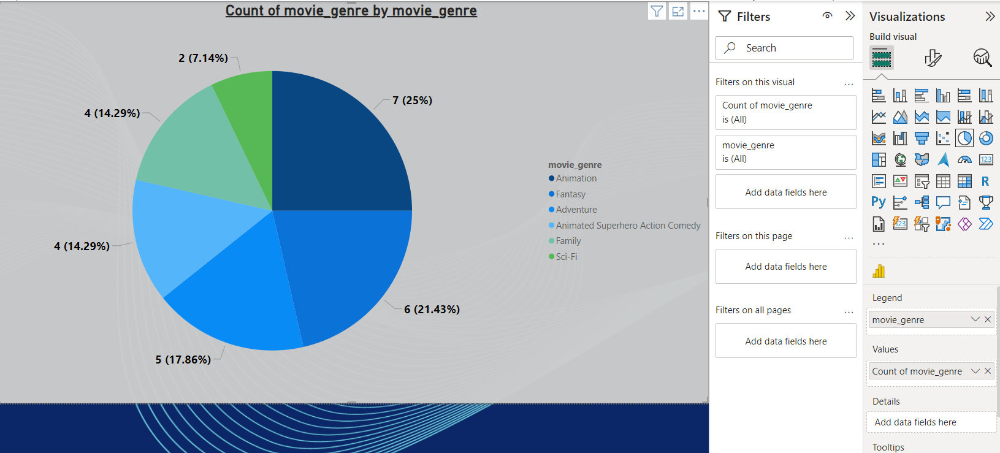 Count of movie_genre by movie_genre
2 (7.14%)
7 (25%)
4 (14.29%)
4 (14.29%)
6 (21.43%)
5 (17.86%)
movie_genre
Animation
Fantasy
Adventure
Animated Superhero Action Comedy
Family
Sci-Fi
Filters
Search
Filters on this visual
...
Count of movie_genre
is (All)
movie_genre
is (All)
Add data fields here
Filters on this page
...
Add data fields here
Filters on all pages
...
Add data fields here
Visualizations
Build visual
123
R
Py
123
...
Legend
movie_genre
Values
Count of movie_genre
Details
Add data fields here
Tooltips